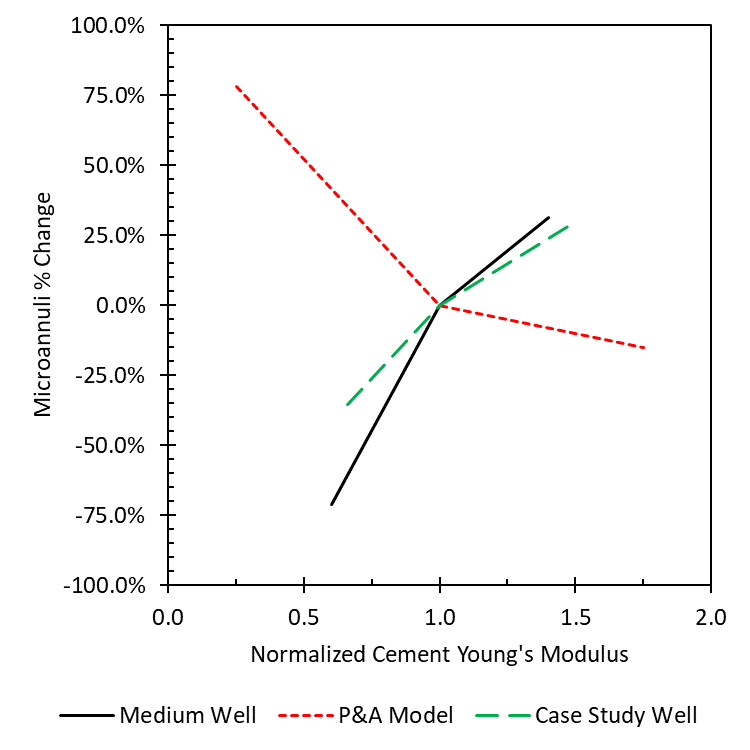 100.0%
75.0%
50.0%
25.0%
0.0%
-25.0%
-50.0%
-75.0%
-100.0%
Microannuli % Change
0.0 0.5 1.0 1.5 2.0
Normalized Cement Young's Modulus
Medium Well P&A Model Case Study Well